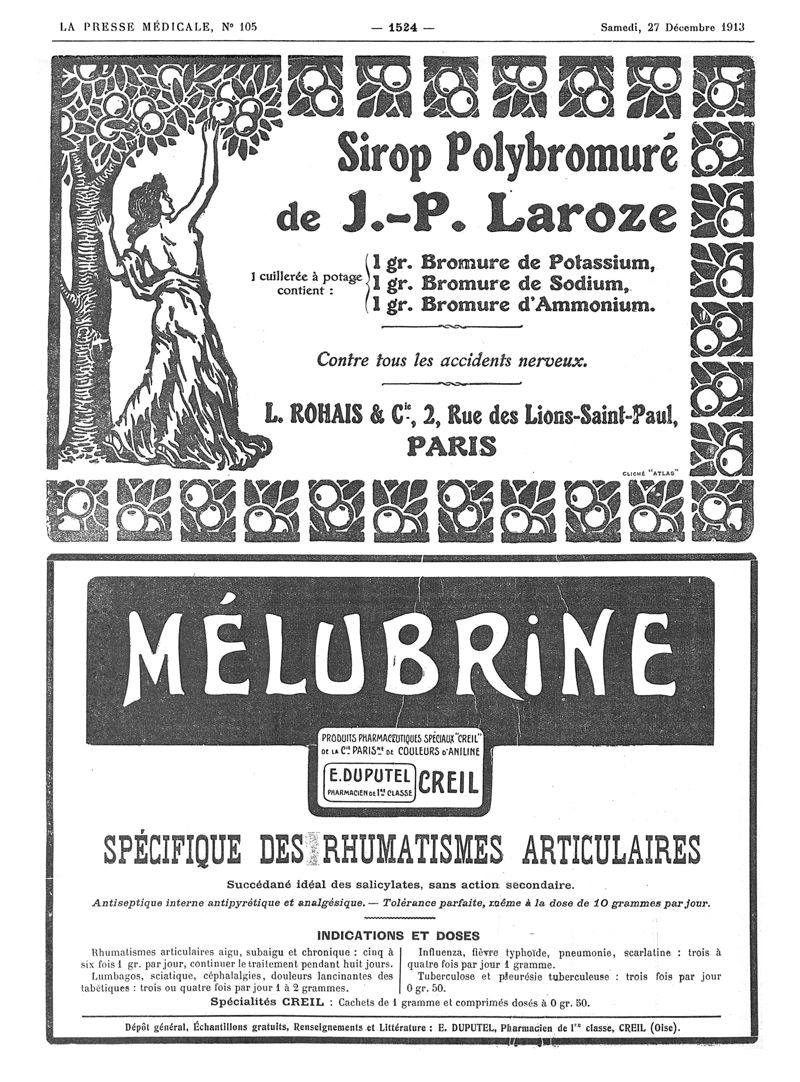 LA PRESSE MÉDICALE, N° 105 — 1524 — Samedi, 27 Décembre 1913
Sirop Polybromuré
de J.-P. Laroze
1 cuillerée à potage contient :
1 gr. Bromure de Potassium,
1 gr. Bromure de Sodium,
1 gr. Bromure d'Ammonium.
Contre tous les accidents nerveux.
L. ROHAIS & Cie, 2, Rue des Lions-Saint-Paul,
PARIS
CLICHÉ "ATLAS"
MÉLUBRINE
PRODUITS PHARMACEUTIQUES SPÉCIAUX "CREIL"
DE LA Cie PARISne DE COULEURS D'ANILINE
E. DUPUTEL
PHARMACIEN DE 1ère CLASSE
CREIL
SPÉCIFIQUE DES RHUMATISMES ARTICULAIRES
Succédané idéal des salicylates, sans action secondaire.
Antiseptique interne antipyrétique et analgésique. — Tolérance parfaite, même à la dose de 10 grammes par jour.
INDICATIONS ET DOSES
Rhumatismes articulaires aigu, subaigu et chronique : cinq à
six fois 1 gr. par jour, continuer le traitement pendant huit jours.
Lumbagos, sciatique, céphalalgies, douleurs lancinantes des
tabétiques : trois ou quatre fois par jour 1 à 2 grammes.
Influenza, fièvre typhoïde, pneumonie, scarlatine : trois à
quatre fois par jour 1 gramme.
Tuberculose et pleurésie tuberculeuse : trois fois par jour
0 gr. 50.
Spécialités CREIL : Cachets de 1 gramme et comprimés dosés à 0 gr. 50.
Dépôt général, Échantillons gratuits, Renseignements et Littérature : E. DUPUTEL, Pharmacien de 1re classe, CREIL (Oise).